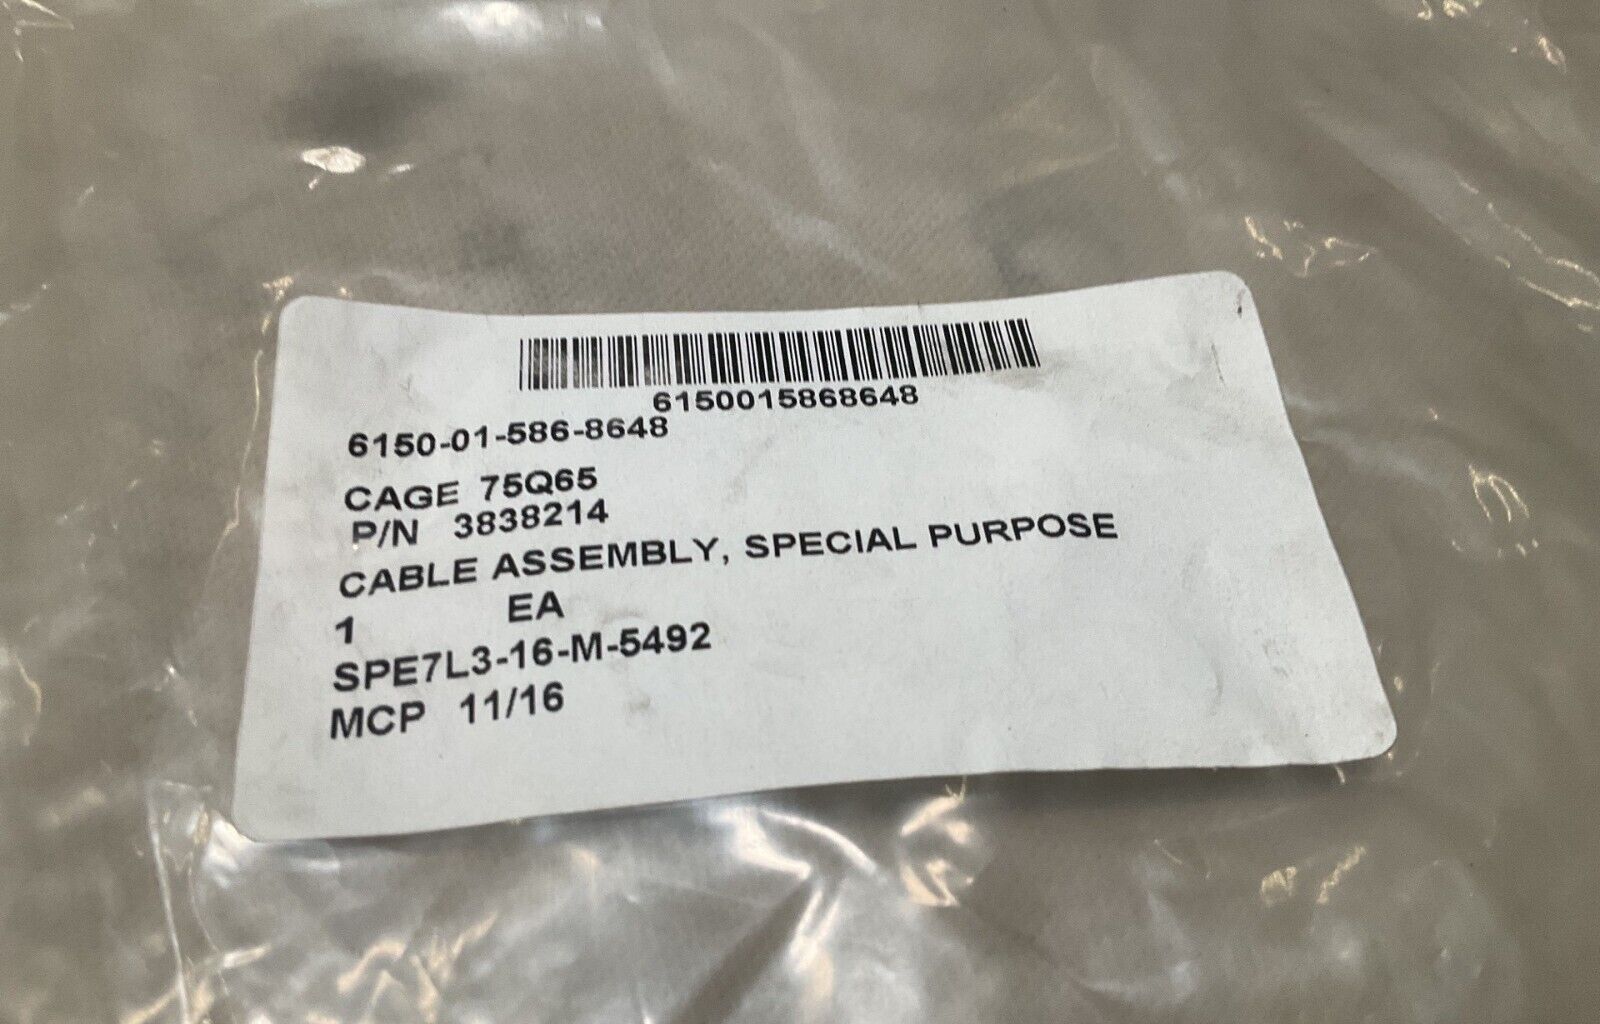 6150015868648
6150-01-586-8648
CAGE 75Q65
P/N 3838214
CABLE ASSEMBLY, SPECIAL PURPOSE
1 EA
SPE7L3-16-M-5492
MCP 11/16